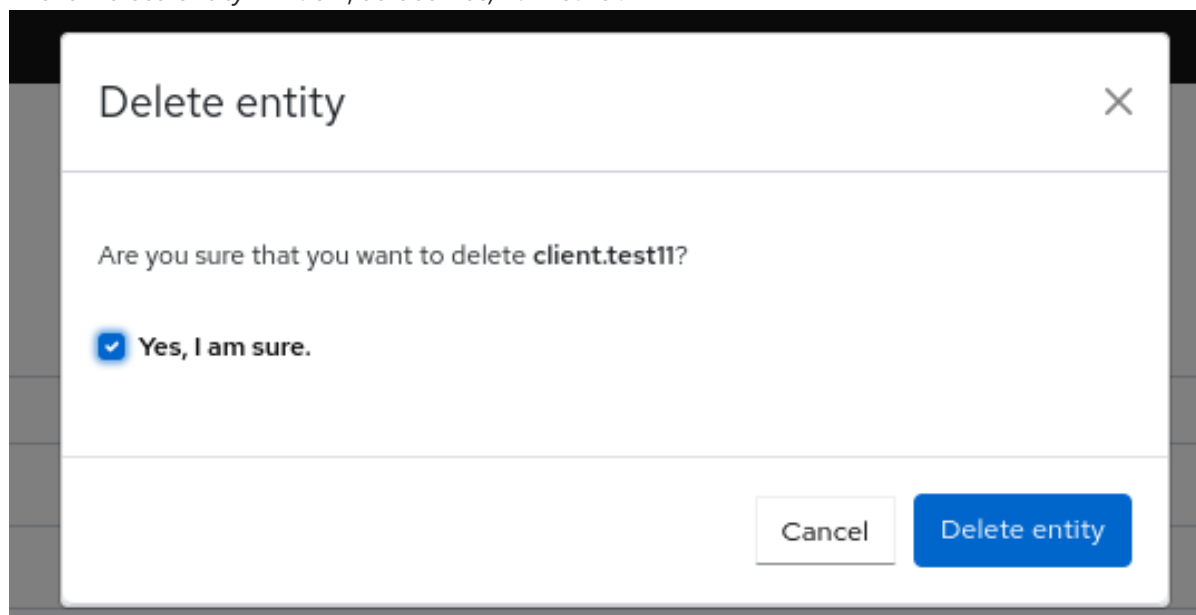 Delete entity
Are you sure that you want to delete client.test11?
Yes, I am sure.
Cancel
Delete entity